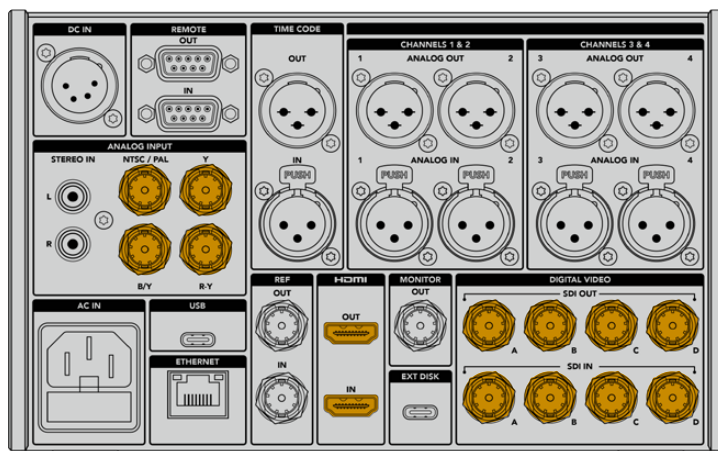 DC IN
REMOTE
OUT
IN
TIME CODE
OUT
IN
CHANNELS 1 & 2
1 ANALOG OUT 2
PUSH PUSH PUSH
1 ANALOG IN 2
CHANNELS 3 & 4
3 ANALOG OUT 4
3 ANALOG IN 4
PUSH PUSH
ANALOG INPUT
STEREO IN NTSC / PAL Y
L
R
B/Y R-Y
AC IN
USB
ETHERNET
REF
OUT
IN
HDMI
OUT
IN
MONITOR
OUT
EXT DISK
DIGITAL VIDEO
SDI OUT
A B C D
SDI IN
A B C D